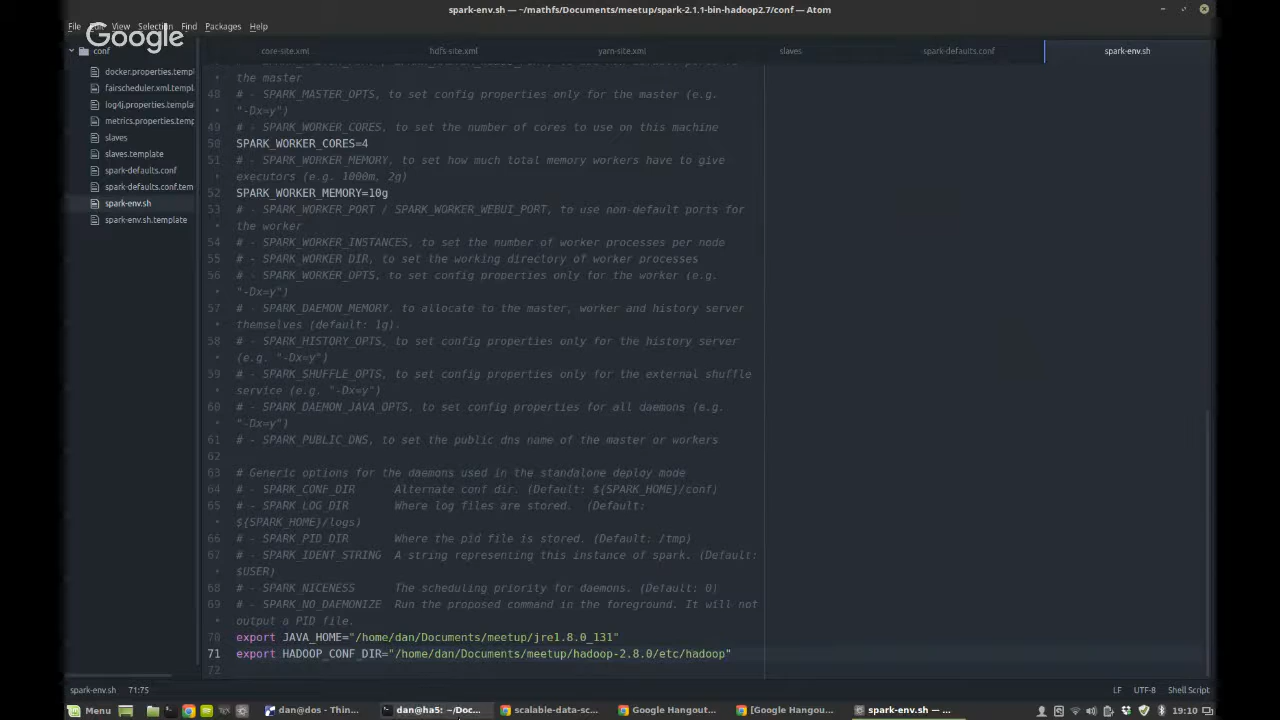 spark-env.sh — ~/mathfs/Documents/meetup/spark-2.1.1-bin-hadoop2.7/conf — Atom
File View Selection Find Packages Help
Google
conf
core-site.xml hdfs-site.xml yarn-site.xml slaves spark-defaults.conf spark-env.sh
docker.properties.templ
fairscheduler.xml.templ
log4j.properties.templa
metrics.properties.temp
slaves
slaves.template
spark-defaults.conf
spark-defaults.conf.tem
spark-env.sh
spark-env.sh.template
the master
48 # - SPARK_MASTER_OPTS, to set config properties only for the master (e.g.
"-Dx=y")
49 # - SPARK_WORKER_CORES, to set the number of cores to use on this machine
50 SPARK_WORKER_CORES=4
51 # - SPARK_WORKER_MEMORY, to set how much total memory workers have to give
executors (e.g. 1000m, 2g)
52 SPARK_WORKER_MEMORY=10g
53 # - SPARK_WORKER_PORT / SPARK_WORKER_WEBUI_PORT, to use non-default ports for
the worker
54 # - SPARK_WORKER_INSTANCES, to set the number of worker processes per node
55 # - SPARK_WORKER_DIR, to set the working directory of worker processes
56 # - SPARK_WORKER_OPTS, to set config properties only for the worker (e.g.
"-Dx=y")
57 # - SPARK_DAEMON_MEMORY, to allocate to the master, worker and history server
themselves (default: 1g).
58 # - SPARK_HISTORY_OPTS, to set config properties only for the history server
(e.g. "-Dx=y")
59 # - SPARK_SHUFFLE_OPTS, to set config properties only for the external shuffle
service (e.g. "-Dx=y")
60 # - SPARK_DAEMON_JAVA_OPTS, to set config properties for all daemons (e.g.
"-Dx=y")
61 # - SPARK_PUBLIC_DNS, to set the public dns name of the master or workers
62
63 # Generic options for the daemons used in the standalone deploy mode
64 # - SPARK_CONF_DIR Alternate conf dir. (Default: ${SPARK_HOME}/conf)
65 # - SPARK_LOG_DIR Where log files are stored. (Default:
${SPARK_HOME}/logs)
66 # - SPARK_PID_DIR Where the pid file is stored. (Default: /tmp)
67 # - SPARK_IDENT_STRING A string representing this instance of spark. (Default:
$USER)
68 # - SPARK_NICENESS The scheduling priority for daemons. (Default: 0)
69 # - SPARK_NO_DAEMONIZE Run the proposed command in the foreground. It will not
output a PID file.
70 export JAVA_HOME="/home/dan/Documents/meetup/jre1.8.0_131"
71 export HADOOP_CONF_DIR="/home/dan/Documents/meetup/hadoop-2.8.0/etc/hadoop"
72
spark-env.sh 71:75 LF UTF-8 Shell Script
Menu dan@dos - Thin... dan@ha5: ~/Doc... scalable-data-sc... Google Hangout... [Google Hangou... spark-env.sh — ... 19:10